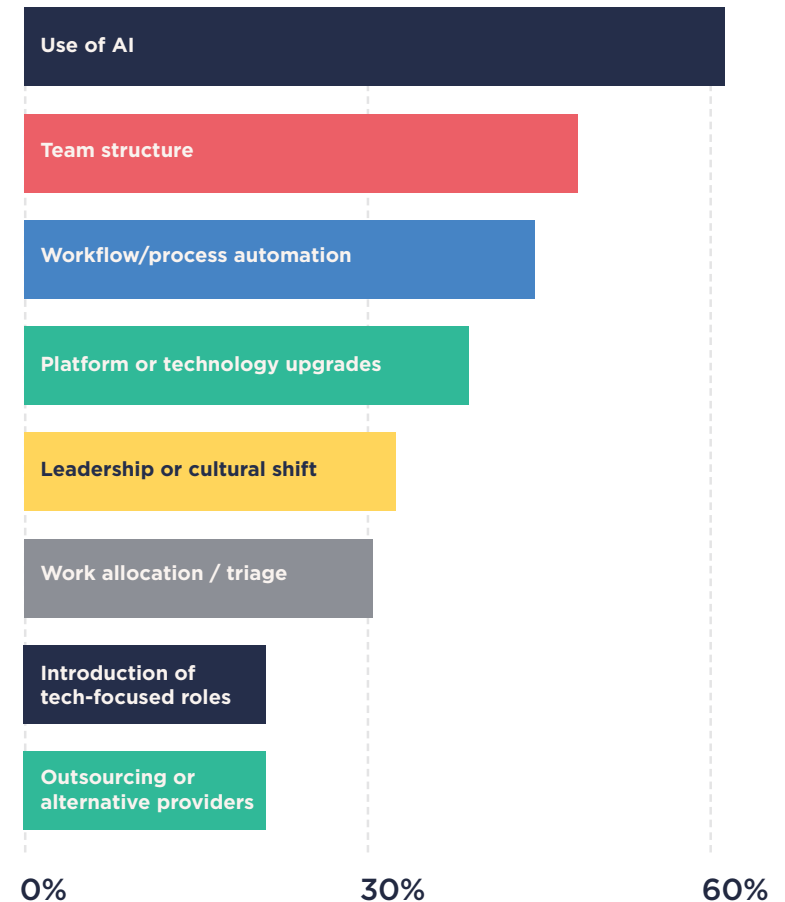 Use of AI
Team structure
Workflow/process automation
Platform or technology upgrades
Leadership or cultural shift
Work allocation / triage
Introduction of
tech-focused roles
Outsourcing or
alternative providers
0% 30% 60%